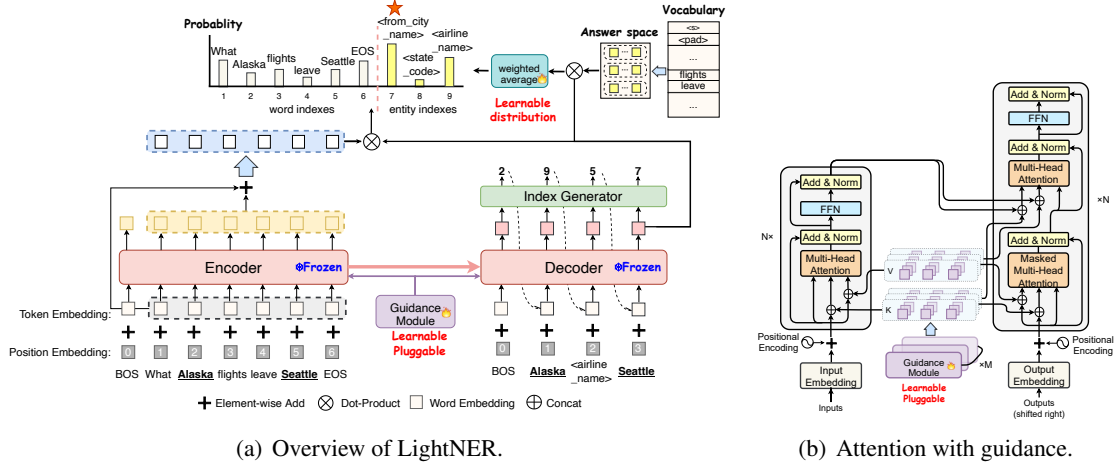 Probablity
What
Alaska
flights
leave
Seattle
EOS
<from_city
_name>
<state
_code>
<airline
_name>
1 2 3 4 5 6 7 8 9
word indexes
entity indexes
weighted
average
Learnable
distribution
Answer space
Vocabulary
<s>
<pad>
...
flights
leave
...
2 9 5 7
Index Generator
Encoder
Frozen
Decoder
Frozen
Guidance
Module
Learnable
Pluggable
Token Embedding:
Position Embedding:
0 1 2 3 4 5 6
BOS What Alaska flights leave Seattle EOS
0 1 2 3
BOS Alaska <airline
_name> Seattle
Element-wise Add Dot-Product Word Embedding Concat
(a) Overview of LightNER.
Add & Norm
FFN
Add & Norm
Multi-Head
Attention
N×
Positional
Encoding
Input
Embedding
Inputs
V
K
Guidance
Module
×M
Learnable
Pluggable
Add & Norm
FFN
Add & Norm
Multi-Head
Attention
×N
Add & Norm
Masked
Multi-Head
Attention
Positional
Encoding
Output
Embedding
Outputs
(shifted right)
(b) Attention with guidance.